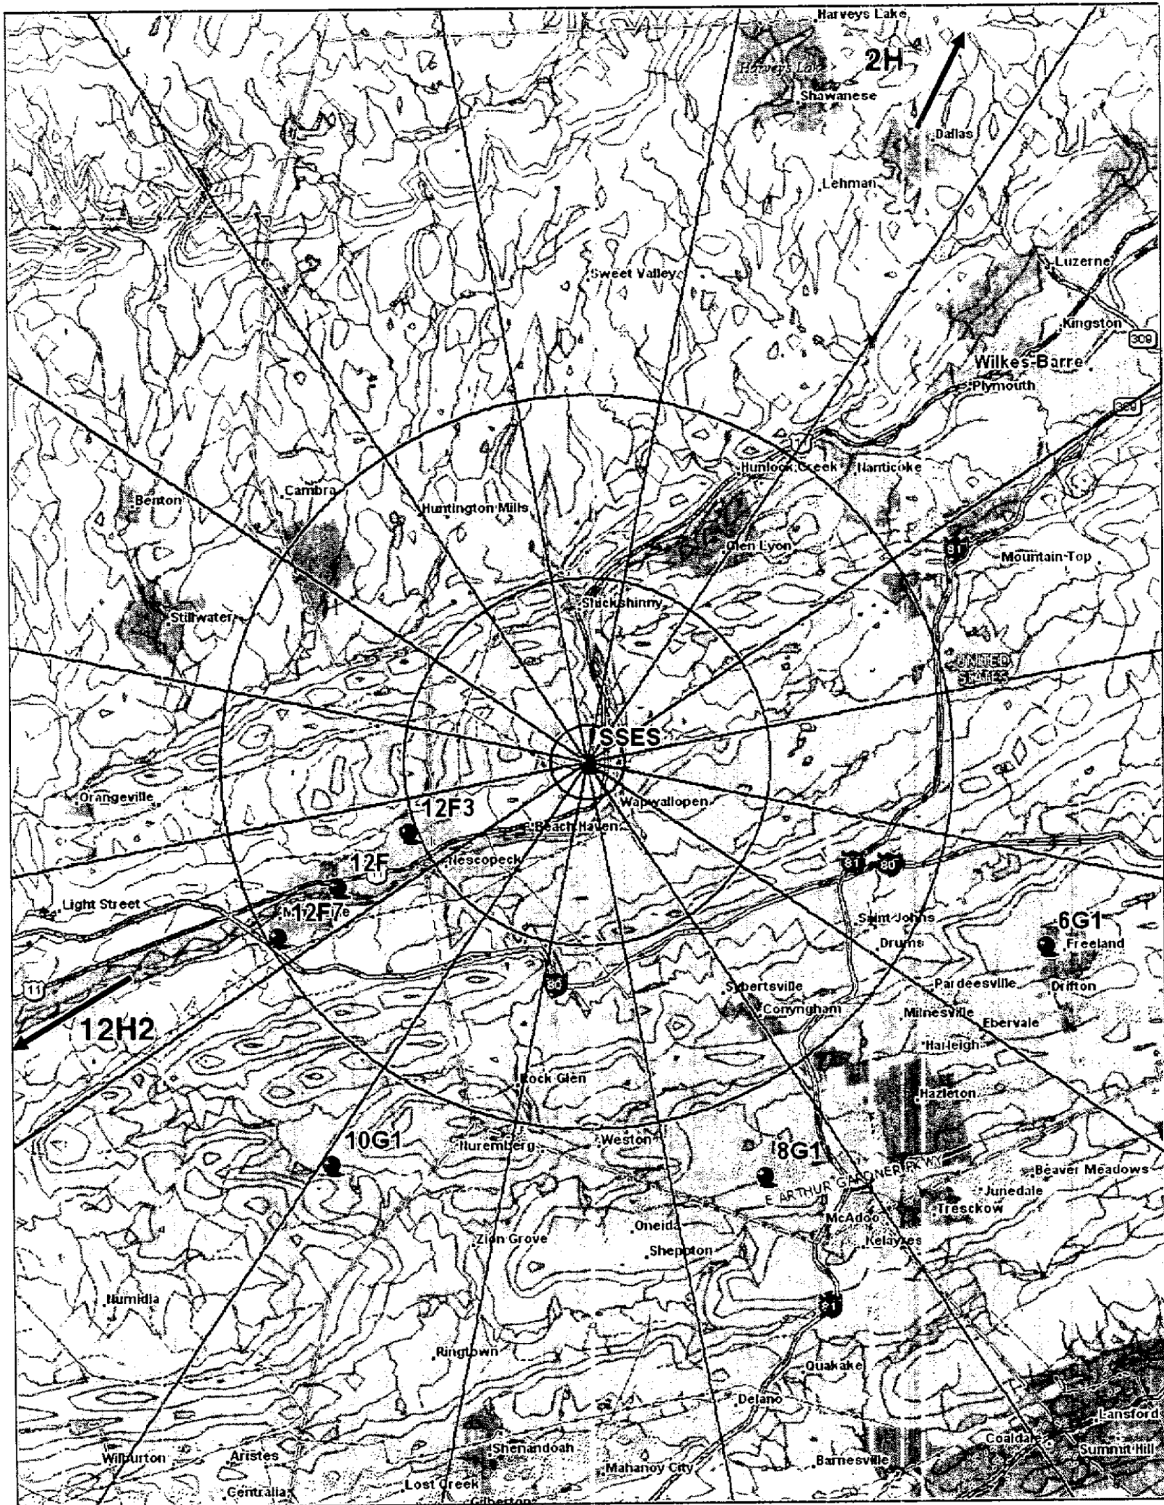 Harveys Lake
2H
Harveys Lake
Shawanese
Dallas
Lehman
Luzerne
Sweet Valley
Kingston
309
Wilkes-Barre
Plymouth
309
Hunlock Creek
Nanticoke
Benton
Cambra
Huntington Mills
Glen Lyon
81
Mountain Top
Shickshinny
Stillwater
UNITED
STATES
SSES
Orangeville
12F3
Wapwallopen
Beach Haven
Nescopeck
12F
11
81
80
Light Street
12F7
Saint Johns
6G1
Drums
Freeland
11
80
Sybertsville
Pardeesville
Drifton
12H2
Conyngham
Milnesville
Ebervale
Harleigh
Rock Glen
Hazleton
10G1
Nuremberg
Weston
8G1
E ARTHUR GARDNER PKWY
Beaver Meadows
Junedale
Tresckow
Oneida
McAdoo
Zion Grove
Sheppton
Kelayres
Numidia
81
Ringtown
Quakake
Delano
Lansford
Coaldale
Summit Hill
Wilburton
Aristes
Shenandoah
Mahanoy City
Barnesville
Centralia
Lost Creek
Gilberton